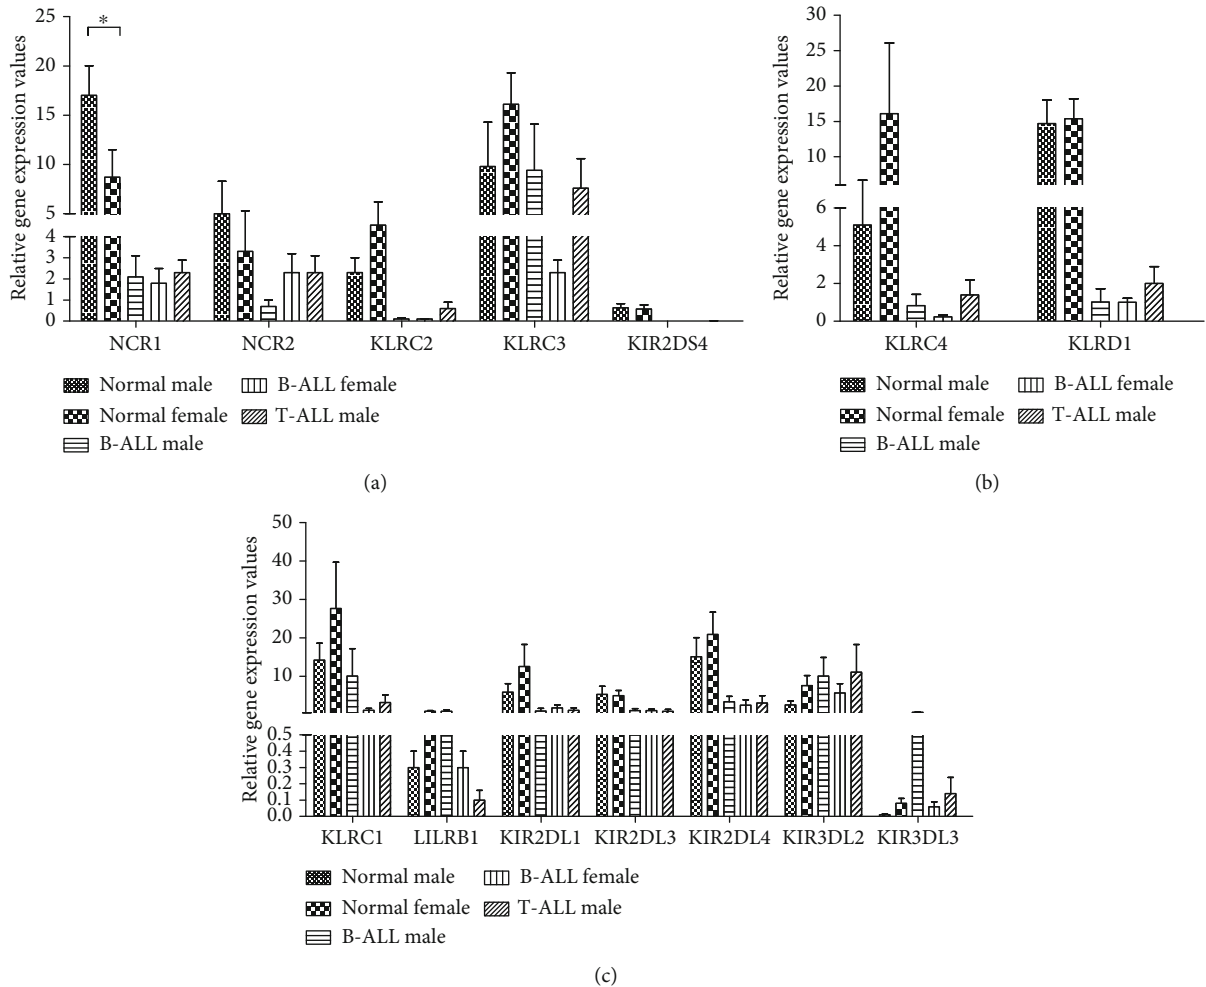 Relative gene expression values
25
20
15
10
5
4
3
2
1
0
*
NCR1 NCR2 KLRC2 KLRC3 KIR2DS4
Normal male B-ALL female
Normal female T-ALL male
B-ALL male
(a)
Relative gene expression values
30
25
20
15
10
6
4
2
0
KLRC4 KLRD1
Normal male B-ALL female
Normal female T-ALL male
B-ALL male
(b)
Relative gene expression values
50
40
30
20
10
0.5
0.4
0.3
0.2
0.1
0.0
KLRC1 LILRB1 KIR2DL1 KIR2DL3 KIR2DL4 KIR3DL2 KIR3DL3
Normal male B-ALL female
Normal female T-ALL male
B-ALL male
(c)